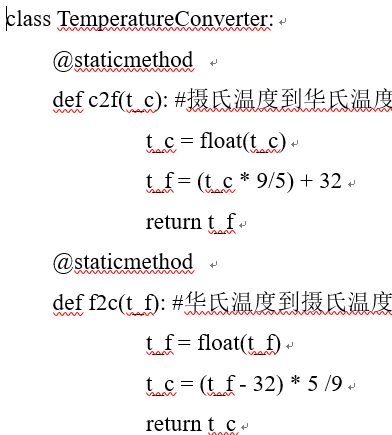 class TemperatureConverter:
@staticmethod
def c2f(t_c): #摄氏温度到华氏温度
t_c = float(t_c)
t_f = (t_c * 9/5) + 32
return t_f
@staticmethod
def f2c(t_f): #华氏温度到摄氏温度
t_f = float(t_f)
t_c = (t_f - 32) * 5 /9
return t_c